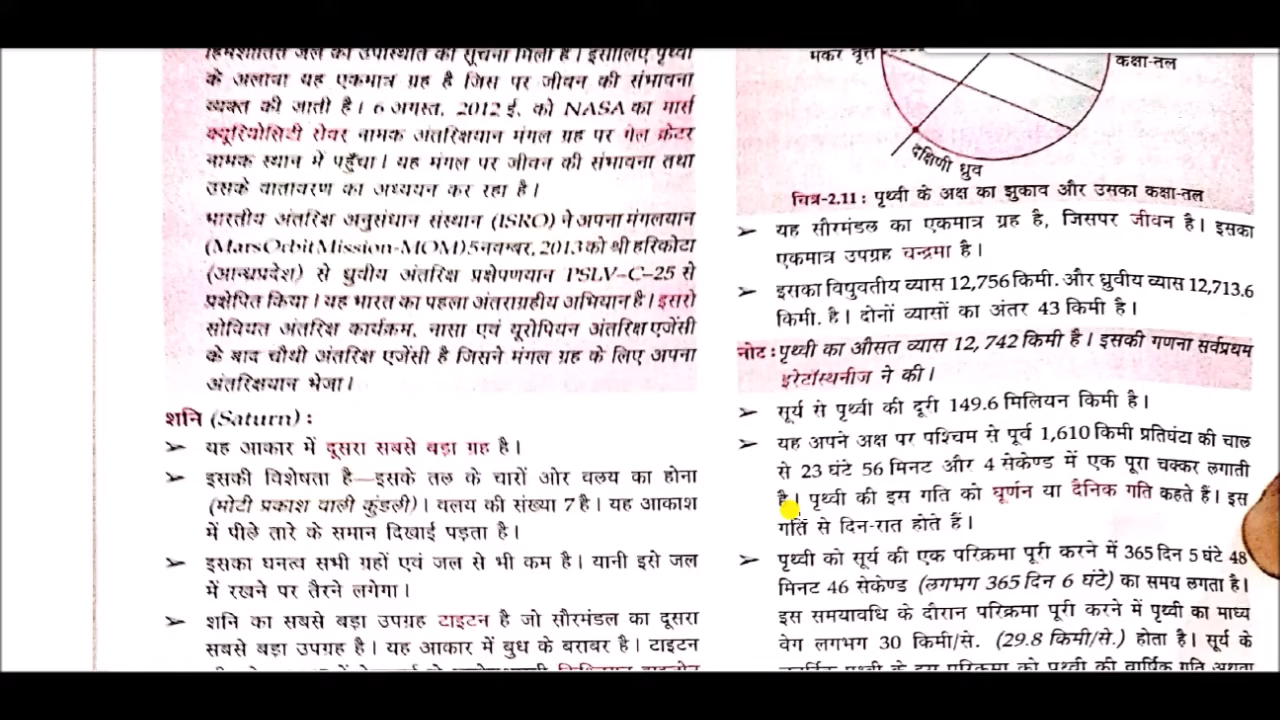 हिमशीतित जल की उपस्थिति की सूचना मिली है। इसीलिए पृथ्वी
के अलावा यह एकमात्र ग्रह है जिस पर जीवन की संभावना
व्यक्त की जाती है। 6 अगस्त, 2012 ई. को NASA का मार्स
क्यूरियोसिटी रोवर नामक अंतरिक्षयान मंगल ग्रह पर गेल क्रेटर
नामक स्थान में पहुँचा। यह मंगल पर जीवन की संभावना तथा
उसके वातावरण का अध्ययन कर रहा है।
भारतीय अंतरिक्ष अनुसंधान संस्थान (ISRO) ने अपना मंगलयान
(Mars Orbit Mission-MOM) 5 नवम्बर, 2013 को श्री हरिकोटा
(आन्ध्रप्रदेश) से ध्रुवीय अंतरिक्ष प्रक्षेपणयान PSLV-C-25 से
प्रक्षेपित किया। यह भारत का पहला अंतराग्रहीय अभियान है। इसरो
सोवियत अंतरिक्ष कार्यक्रम, नासा एवं यूरोपियन अंतरिक्ष एजेंसी
के बाद चौथी अंतरिक्ष एजेंसी है जिसने मंगल ग्रह के लिए अपना
अंतरिक्षयान भेजा।
शनि (Saturn) :
➢ यह आकार में दूसरा सबसे बड़ा ग्रह है।
➢ इसकी विशेषता है—इसके तल के चारों ओर वलय का होना
(मोटी प्रकाश वाली कुंडली)। वलय की संख्या 7 है। यह आकाश
में पीले तारे के समान दिखाई पड़ता है।
➢ इसका घनत्व सभी ग्रहों एवं जल से भी कम है। यानी इसे जल
में रखने पर तैरने लगेगा।
➢ शनि का सबसे बड़ा उपग्रह टाइटन है जो सौरमंडल का दूसरा
सबसे बड़ा उपग्रह है। यह आकार में बुध के बराबर है। टाइटन
मकर वृत्त
कक्षा-तल
दक्षिणी ध्रुव
चित्र-2.11 : पृथ्वी के अक्ष का झुकाव और उसका कक्षा-तल
➢ यह सौरमंडल का एकमात्र ग्रह है, जिसपर जीवन है। इसका
एकमात्र उपग्रह चन्द्रमा है।
➢ इसका विषुवतीय व्यास 12,756 किमी. और ध्रुवीय व्यास 12,713.6
किमी. है। दोनों व्यासों का अंतर 43 किमी है।
नोट : पृथ्वी का औसत व्यास 12, 742 किमी है। इसकी गणना सर्वप्रथम
इरेटॉस्थनीज ने की।
➢ सूर्य से पृथ्वी की दूरी 149.6 मिलियन किमी है।
➢ यह अपने अक्ष पर पश्चिम से पूर्व 1,610 किमी प्रतिघंटा की चाल
से 23 घंटे 56 मिनट और 4 सेकेण्ड में एक पूरा चक्कर लगाती
है। पृथ्वी की इस गति को घूर्णन या दैनिक गति कहते हैं। इस
गति से दिन-रात होते हैं।
➢ पृथ्वी को सूर्य की एक परिक्रमा पूरी करने में 365 दिन 5 घंटे 48
मिनट 46 सेकेण्ड (लगभग 365 दिन 6 घंटे) का समय लगता है।
इस समयावधि के दौरान परिक्रमा पूरी करने में पृथ्वी का माध्य
वेग लगभग 30 किमी/से. (29.8 किमी/से.) होता है। सूर्य के
पृथ्वी के इस परिक्रमा को पृथ्वी की वार्षिक गति अथवा